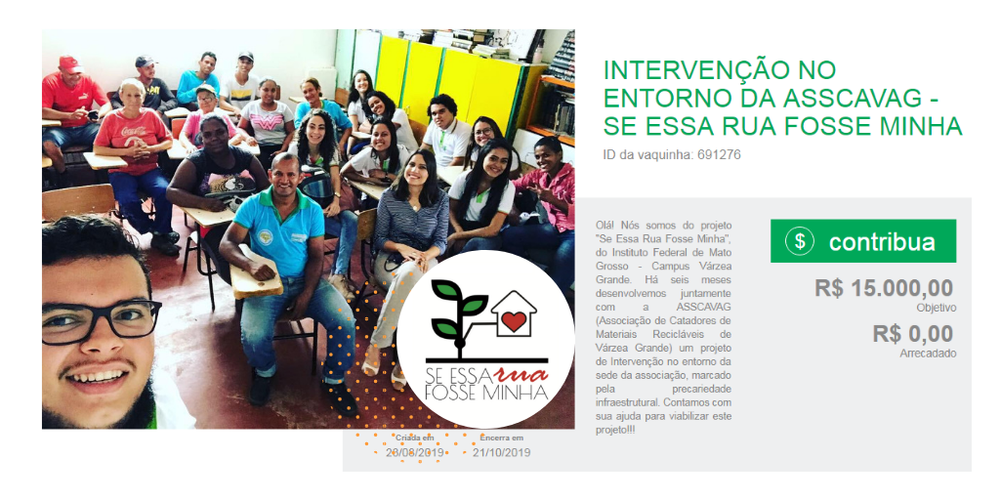 INTERVENÇÃO NO
ENTORNO DA ASSCAVAG -
SE ESSA RUA FOSSE MINHA
ID da vaquinha: 691276
Olá! Nós somos do projeto
"Se Essa Rua Fosse Minha",
do Instituto Federal de Mato
Grosso - Campus Várzea
Grande. Há seis meses
desenvolvemos juntamente
com a ASSCAVAG
(Associação de Catadores de
Materiais Recicláveis de
Várzea Grande) um projeto
de Intervenção no entorno da
sede da associação, marcado
pela precariedade
infraestrutural. Contamos com
sua ajuda para viabilizar este
projeto!!!
$ contribua
R$ 15.000,00
Objetivo
R$ 0,00
Arrecadado
Coca-Cola
SE ESSA rua
FOSSE MINHA
Criada em Encerra em
26/08/2019 21/10/2019